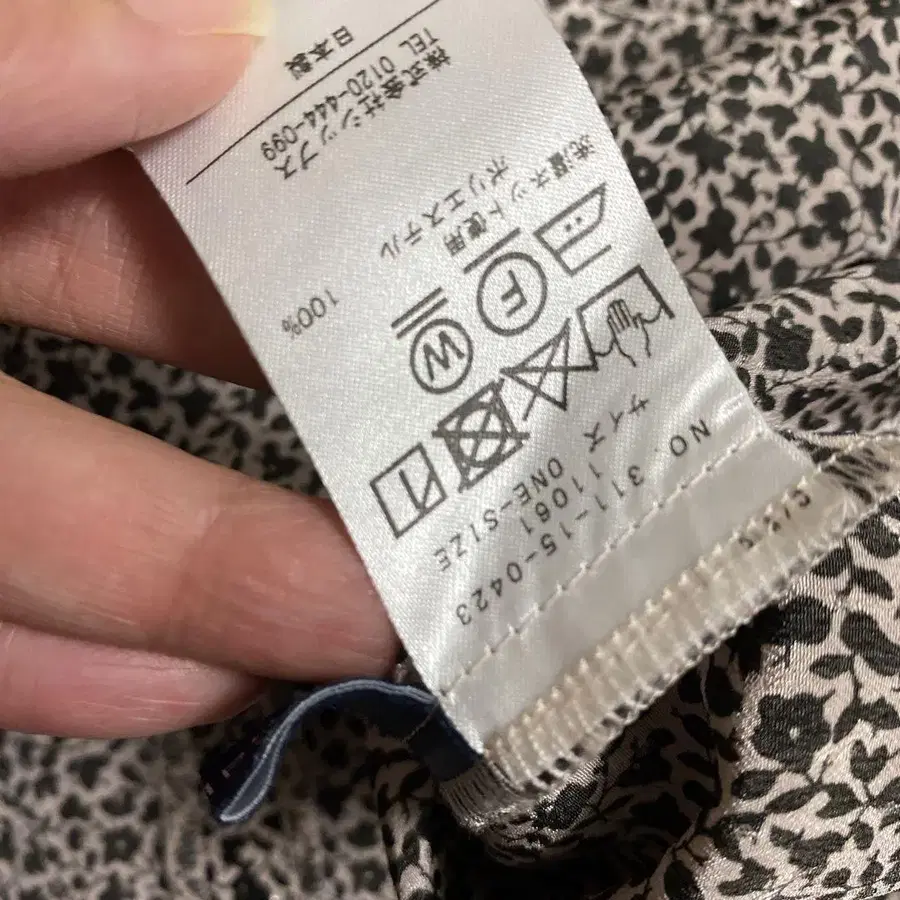 NO. 311-15-0423
11061
サイズ ONE-SIZE
F
W
洗濯ネット使用
ポリエステル 100%
株式会社シップス
TEL 0120-444-099
日本製